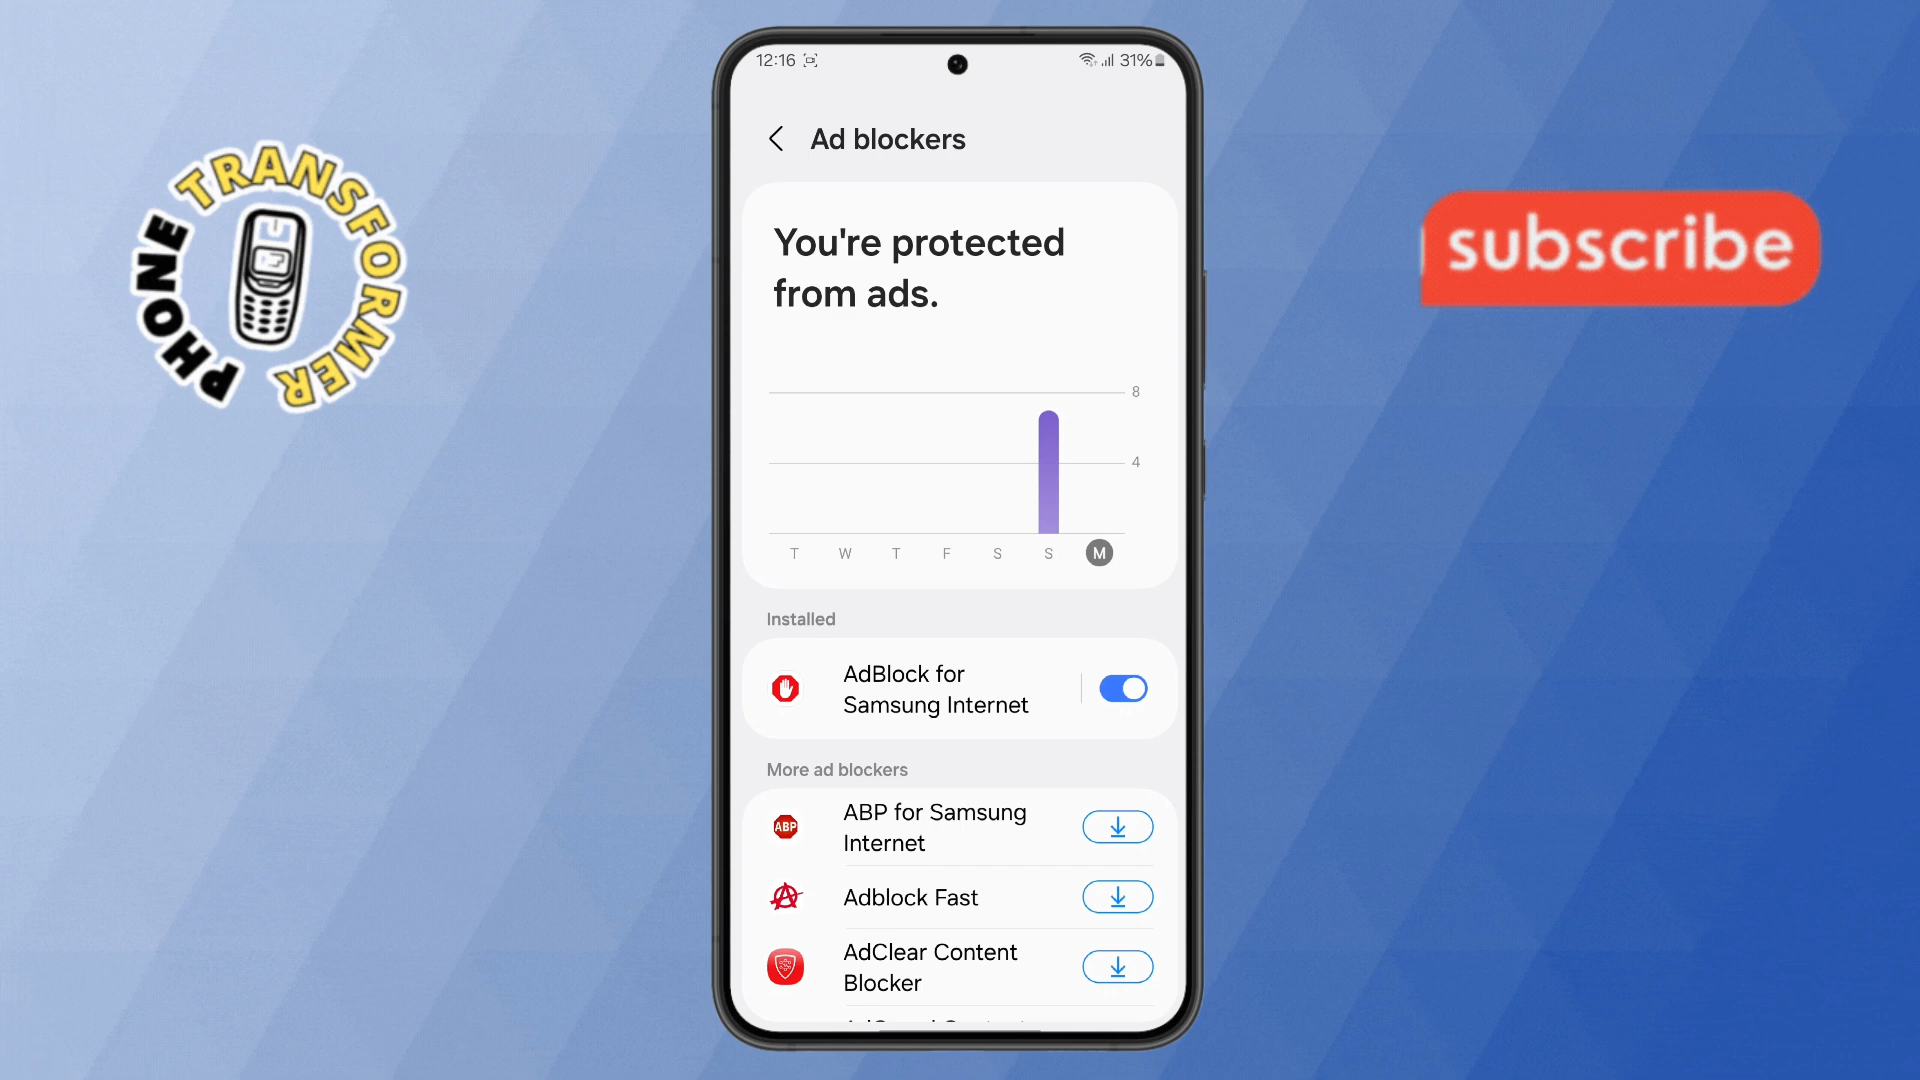 PHONE TRANSFORMER
subscribe
12:16
31%
Ad blockers
You're protected
from ads.
8
4
T W T F S S M
Installed
AdBlock for
Samsung Internet
More ad blockers
ABP
ABP for Samsung
Internet
Adblock Fast
AdClear Content
Blocker